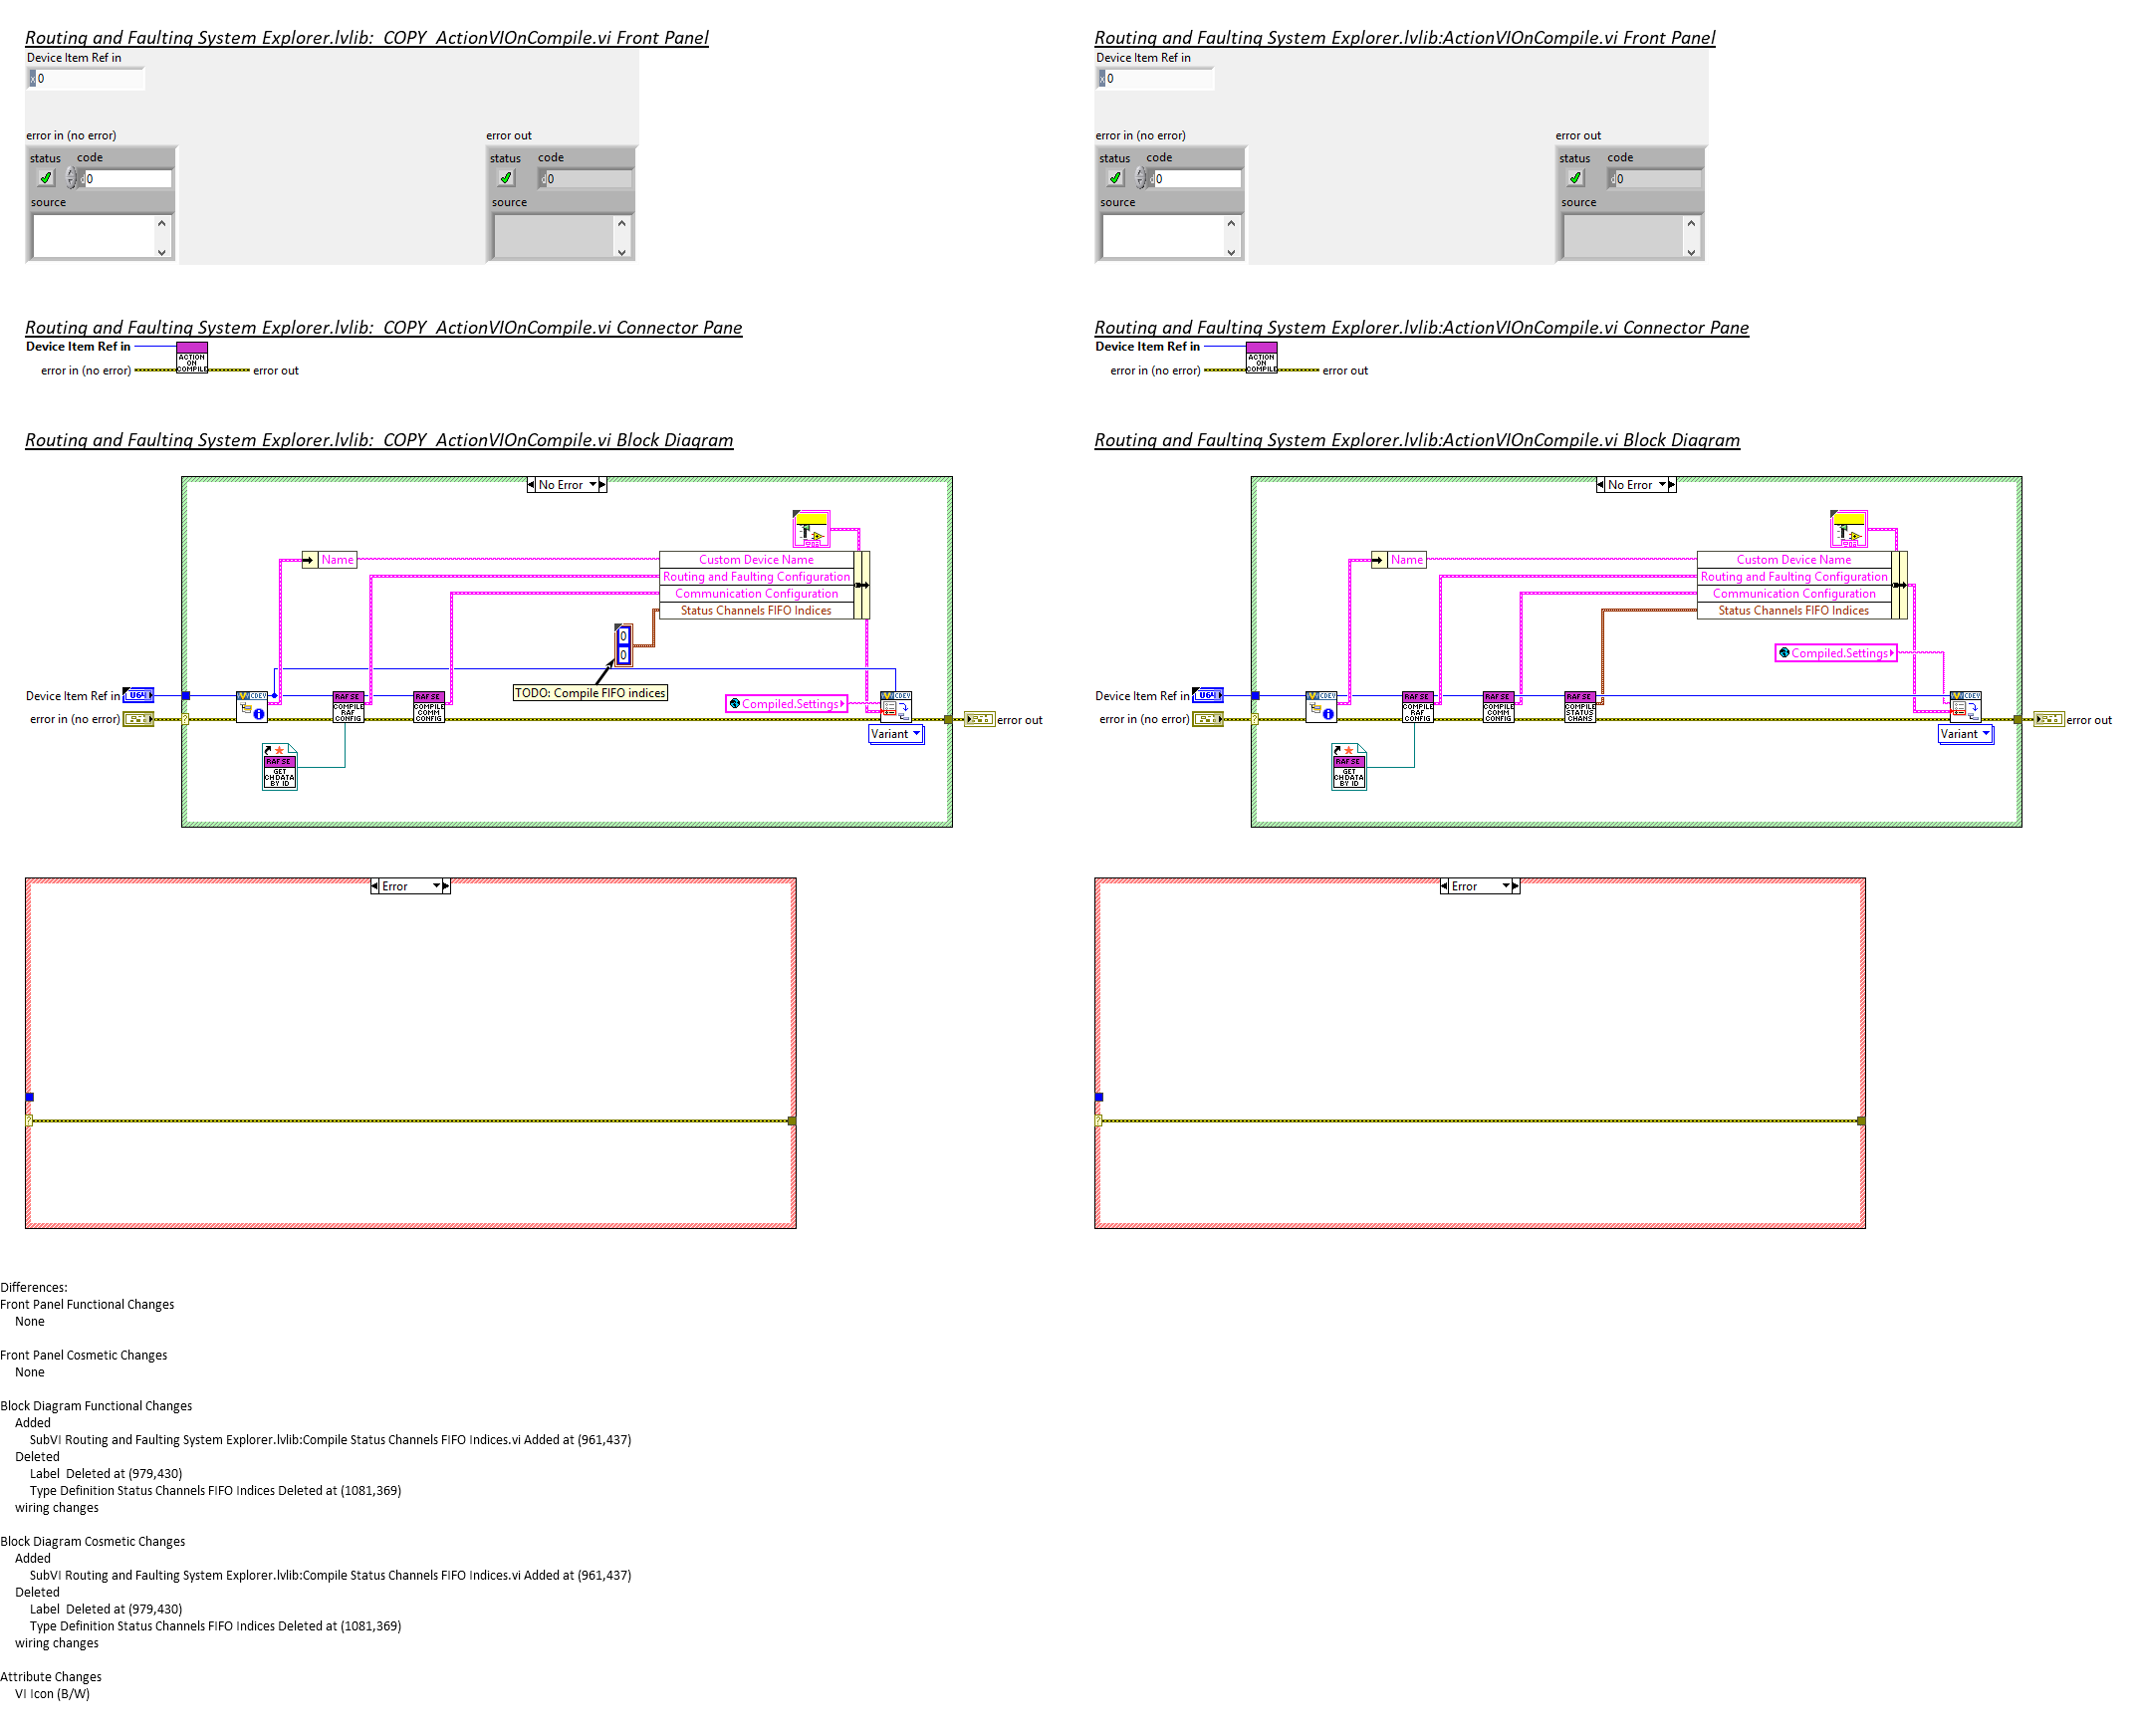 Routing and Faulting System Explorer.lvlib:_COPY_ActionVIOnCompile.vi Front Panel
Device Item Ref in
x 0
error in (no error)
error out
status code
d 0
source
status code
d 0
source
Routing and Faulting System Explorer.lvlib:_COPY_ActionVIOnCompile.vi Connector Pane
Device Item Ref in
ACTION
ON
COMPILE
error in (no error)
error out
Routing and Faulting System Explorer.lvlib:_COPY_ActionVIOnCompile.vi Block Diagram
No Error
Name
Custom Device Name
Routing and Faulting Configuration
Communication Configuration
Status Channels FIFO Indices
0
0
TODO: Compile FIFO indices
Compiled.Settings
Device Item Ref in
U64
error in (no error)
CDEV
RAF SE
COMPILE
RAF
CONFIG
RAF SE
COMPILE
COMM
CONFIG
CDEV
Variant
error out
RAF SE
GET
CH DATA
BY ID
Error
Routing and Faulting System Explorer.lvlib:ActionVIOnCompile.vi Front Panel
Device Item Ref in
x 0
error in (no error)
error out
status code
d 0
source
status code
d 0
source
Routing and Faulting System Explorer.lvlib:ActionVIOnCompile.vi Connector Pane
Device Item Ref in
ACTION
ON
COMPILE
error in (no error)
error out
Routing and Faulting System Explorer.lvlib:ActionVIOnCompile.vi Block Diagram
No Error
Name
Custom Device Name
Routing and Faulting Configuration
Communication Configuration
Status Channels FIFO Indices
Compiled.Settings
Device Item Ref in
U64
error in (no error)
CDEV
RAF SE
COMPILE
RAF
CONFIG
RAF SE
COMPILE
COMM
CONFIG
RAF SE
COMPILE
STATUS
CHANS
CDEV
Variant
error out
RAF SE
GET
CH DATA
BY ID
Error
Differences:
Front Panel Functional Changes
None
Front Panel Cosmetic Changes
None
Block Diagram Functional Changes
Added
SubVI Routing and Faulting System Explorer.lvlib:Compile Status Channels FIFO Indices.vi Added at (961,437)
Deleted
Label  Deleted at (979,430)
Type Definition Status Channels FIFO Indices Deleted at (1081,369)
wiring changes
Block Diagram Cosmetic Changes
Added
SubVI Routing and Faulting System Explorer.lvlib:Compile Status Channels FIFO Indices.vi Added at (961,437)
Deleted
Label  Deleted at (979,430)
Type Definition Status Channels FIFO Indices Deleted at (1081,369)
wiring changes
Attribute Changes
VI Icon (B/W)